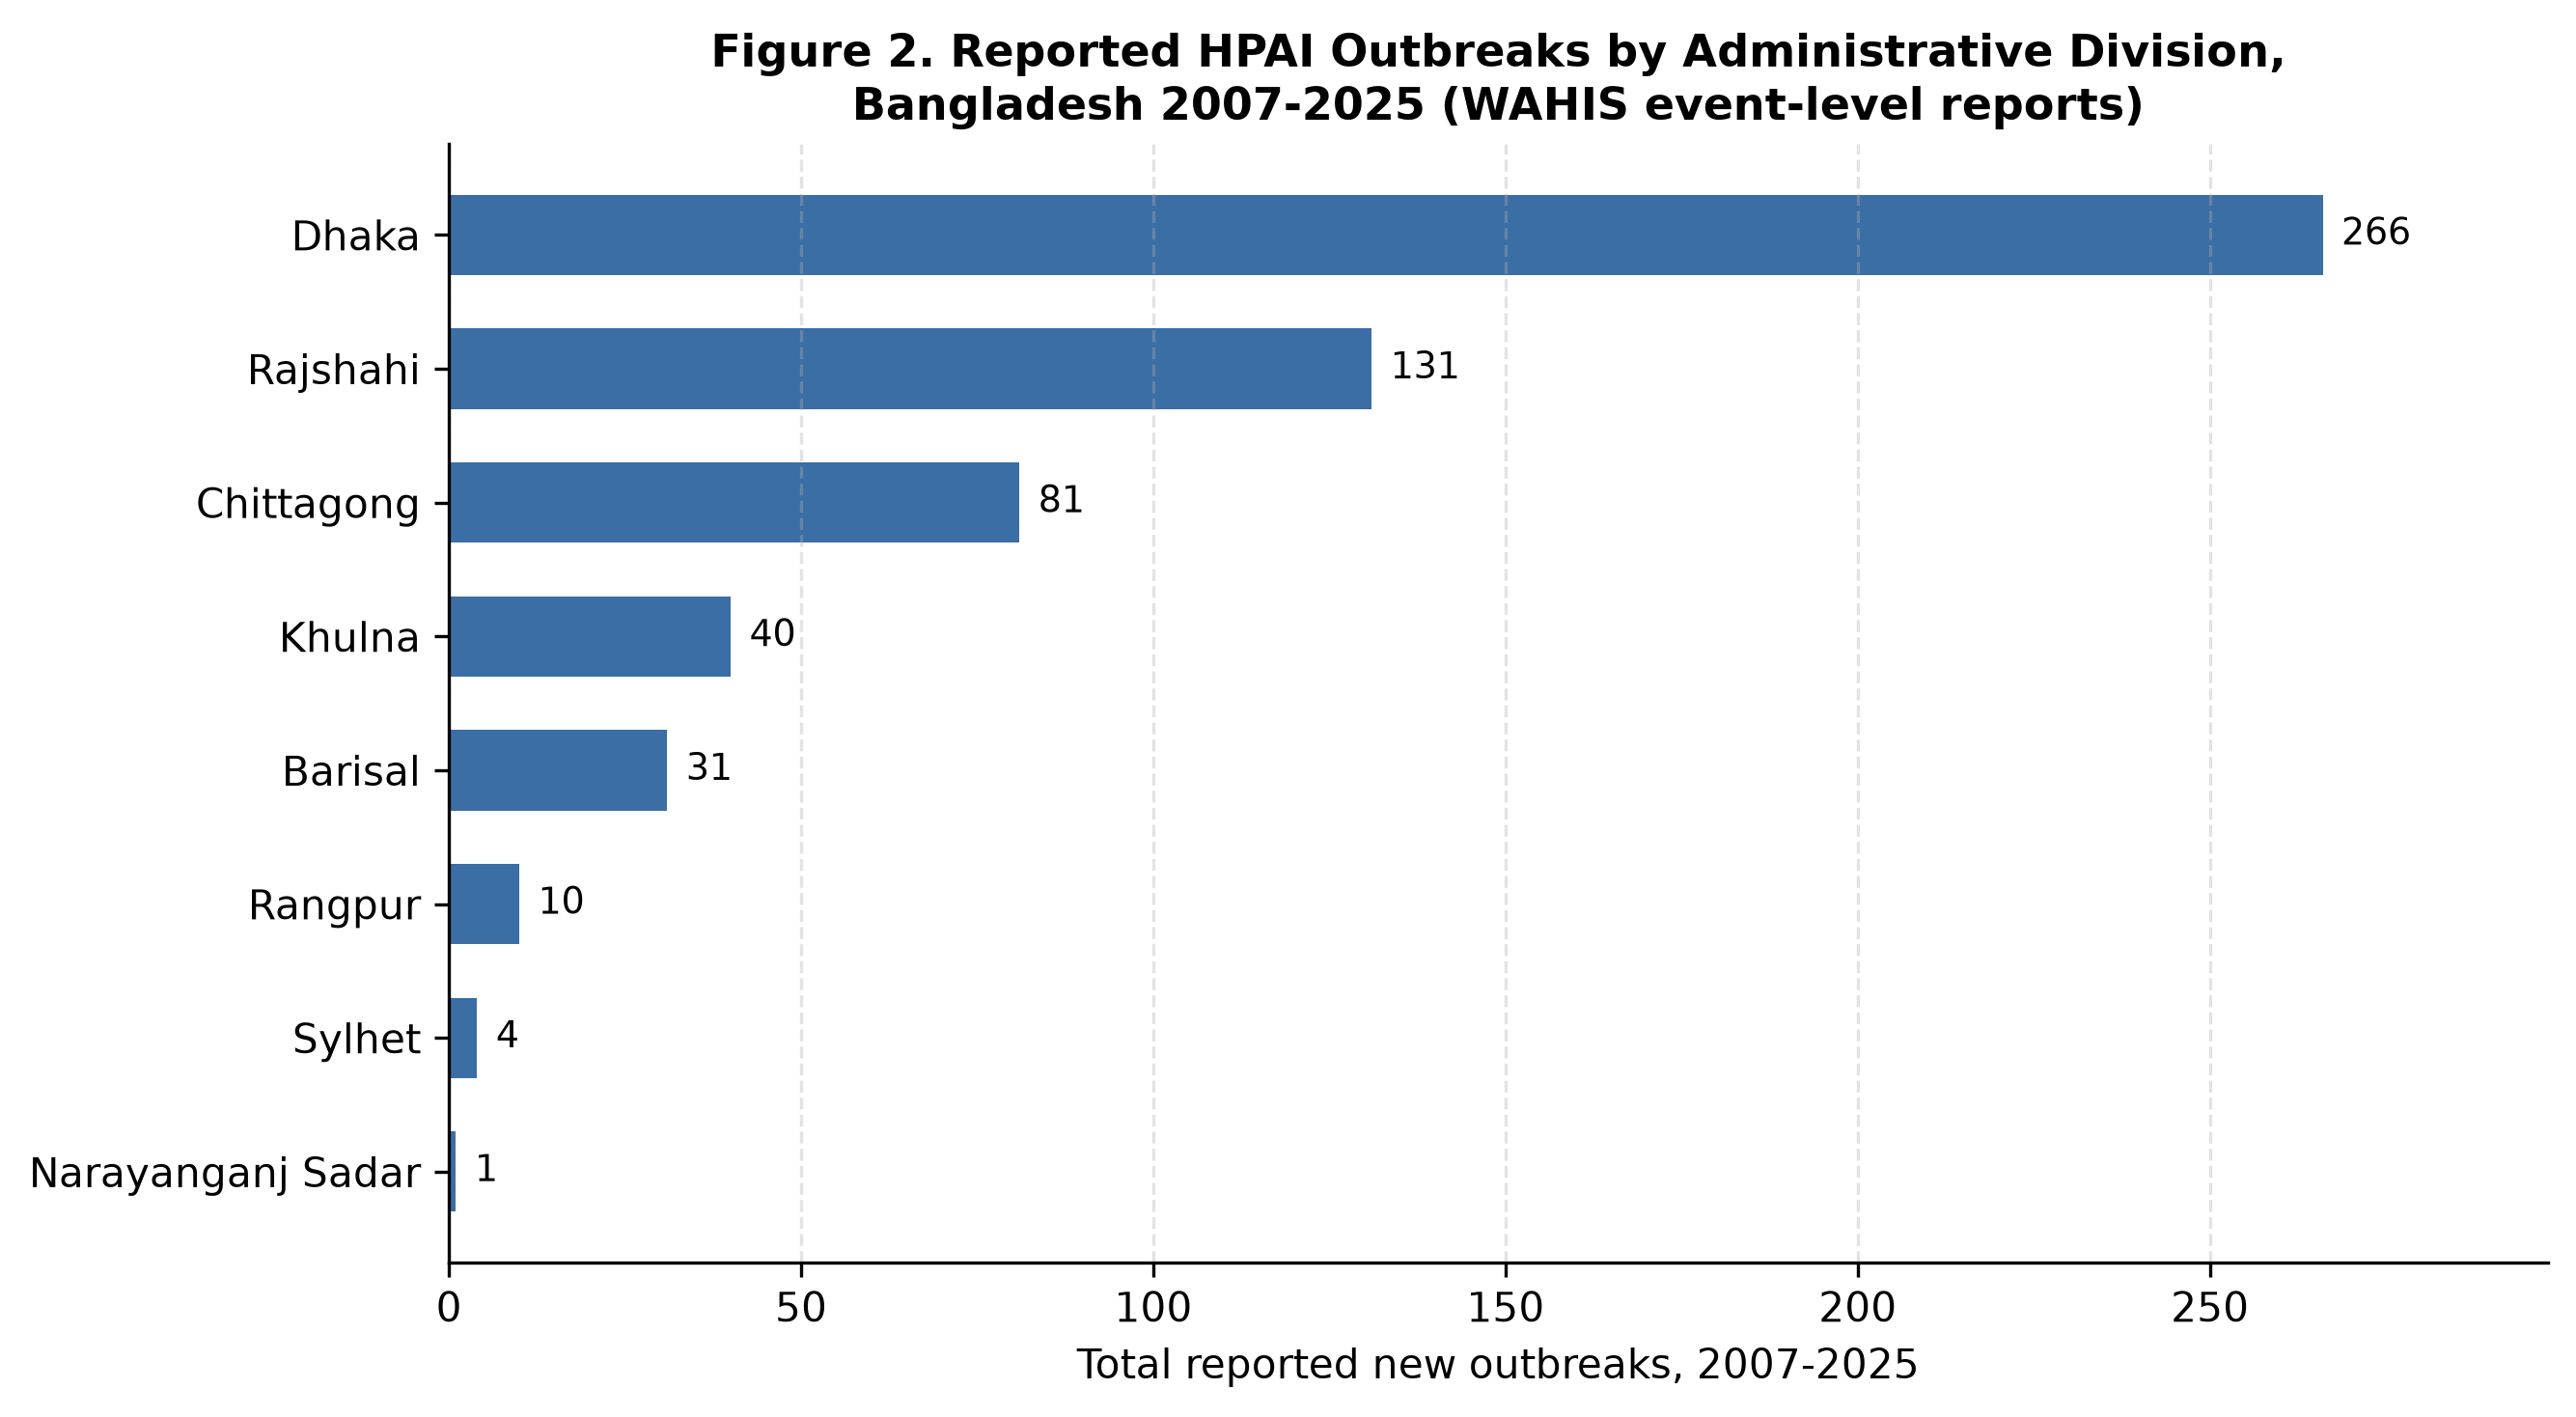 Figure 2. Reported HPAI Outbreaks by Administrative Division,
Bangladesh 2007-2025 (WAHIS event-level reports)
Dhaka 266
Rajshahi 131
Chittagong 81
Khulna 40
Barisal 31
Rangpur 10
Sylhet 4
Narayanganj Sadar 1
0 50 100 150 200 250
Total reported new outbreaks, 2007-2025